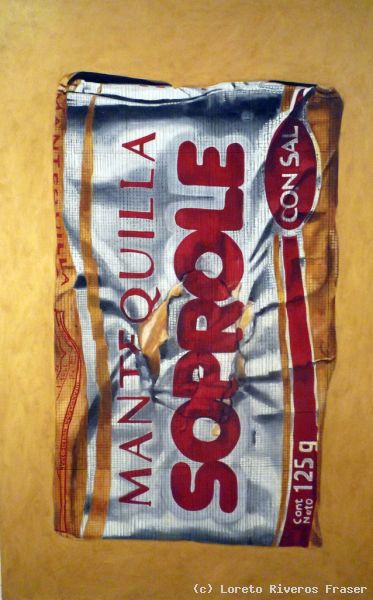 MANTEQUILLA
SOPROLE
CON SAL
Cont
Neto 125 g
(c) Loreto Riveros Fraser